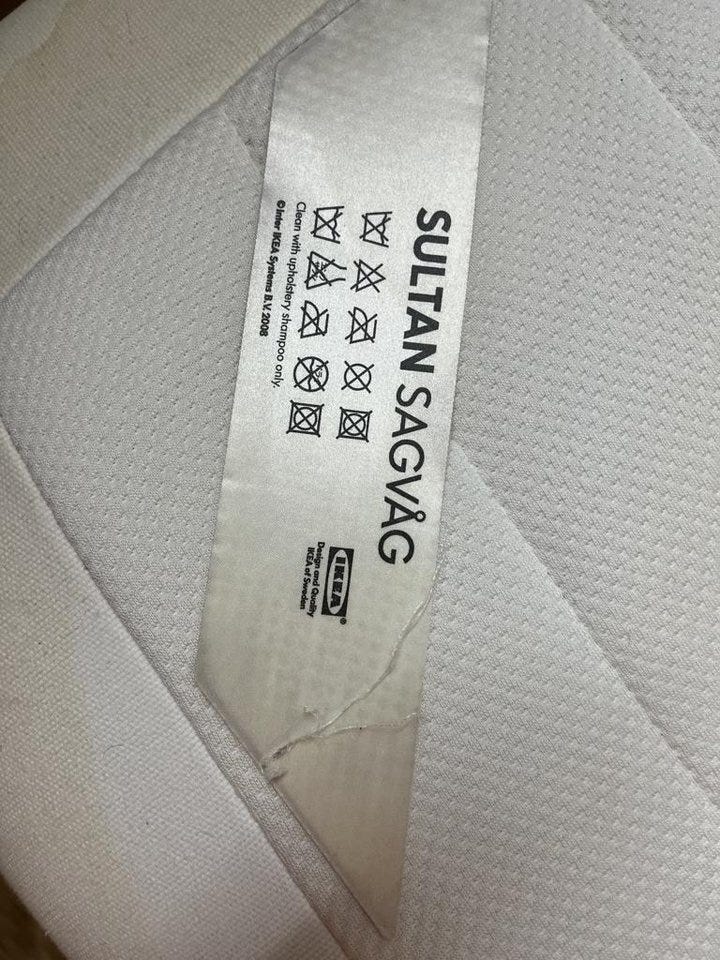 SULTAN SAGVÅG
Clean with upholstery shampoo only.
©Inter IKEA Systems B.V. 2008
IKEA®
Design and Quality
IKEA of Sweden